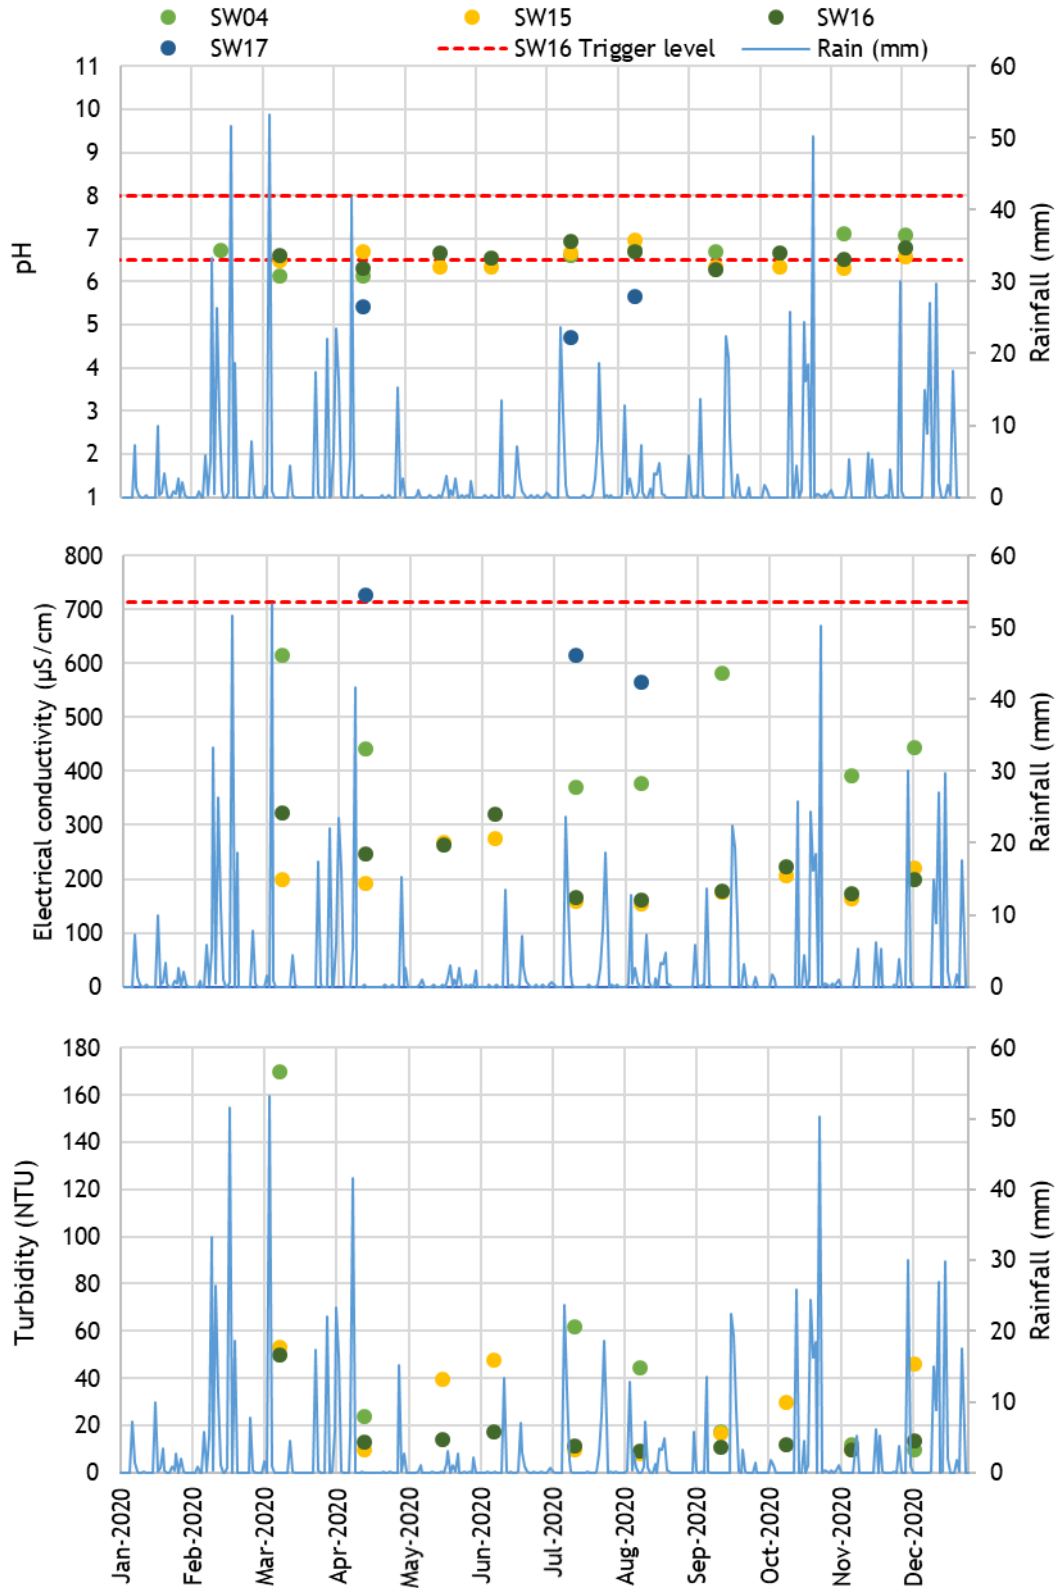 SW04 SW15 SW16
SW17 SW16 Trigger level Rain (mm)
11 60
10 50
9
8 40
7
6 30
5
4 20
3
2 10
1 0
pH
Rainfall (mm)
800 60
700 50
600
500 40
400 30
300 20
200
100 10
0 0
Electrical conductivity (µS/cm)
Rainfall (mm)
180 60
160
140 50
120 40
100
80 30
60 20
40
20 10
0 0
Turbidity (NTU)
Rainfall (mm)
Jan-2020
Feb-2020
Mar-2020
Apr-2020
May-2020
Jun-2020
Jul-2020
Aug-2020
Sep-2020
Oct-2020
Nov-2020
Dec-2020